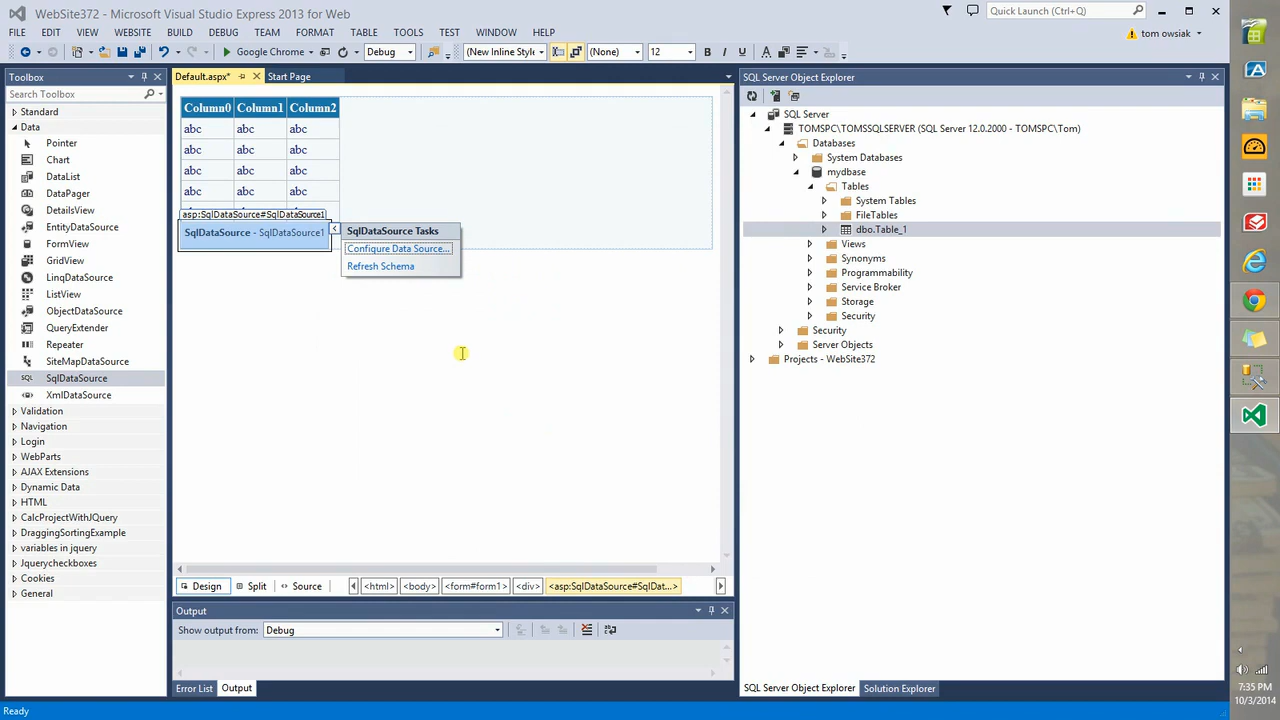 WebSite372 - Microsoft Visual Studio Express 2013 for Web
Quick Launch (Ctrl+Q)
FILE EDIT VIEW WEBSITE BUILD DEBUG TEAM FORMAT TABLE TOOLS TEST WINDOW HELP
tom owsiak
Google Chrome
Debug
(New Inline Style)
(None)
12
B I U A
Toolbox
Search Toolbox
Standard
Data
Pointer
Chart
DataList
DataPager
DetailsView
EntityDataSource
FormView
GridView
LinqDataSource
ListView
ObjectDataSource
QueryExtender
Repeater
SiteMapDataSource
SQL SqlDataSource
XmlDataSource
Validation
Navigation
Login
WebParts
AJAX Extensions
Dynamic Data
HTML
CalcProjectWithJQuery
DraggingSortingExample
variables in jquery
Jquerycheckboxes
Cookies
General
Default.aspx* Start Page
Column0 Column1 Column2
abc abc abc
abc abc abc
abc abc abc
abc abc abc
asp:SqlDataSource#SqlDataSource1
SqlDataSource - SqlDataSource1
SqlDataSource Tasks
Configure Data Source...
Refresh Schema
Design Split Source
<html> <body> <form#form1> <div> <asp:SqlDataSource#SqlDat...>
Output
Show output from: Debug
Error List Output
SQL Server Object Explorer
SQL Server
TOMSPC\TOMSSQLSERVER (SQL Server 12.0.2000 - TOMSPC\Tom)
Databases
System Databases
mydbase
Tables
System Tables
FileTables
dbo.Table_1
Views
Synonyms
Programmability
Service Broker
Storage
Security
Security
Server Objects
Projects - WebSite372
SQL Server Object Explorer Solution Explorer
7:35 PM
10/3/2014
Ready